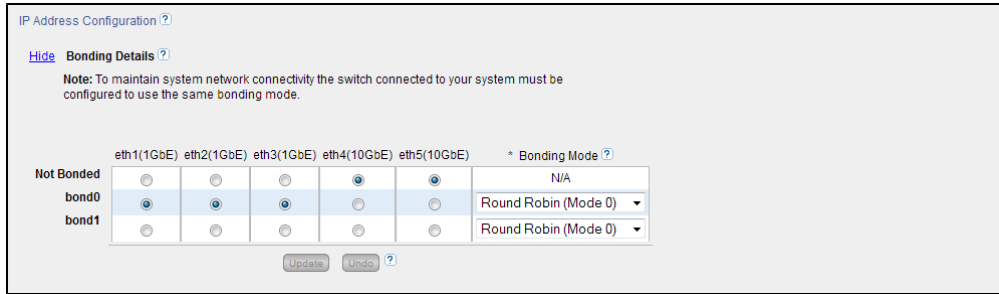 IP Address Configuration ?
Hide Bonding Details ?
Note: To maintain system network connectivity the switch connected to your system must be
configured to use the same bonding mode.
eth1(1GbE) eth2(1GbE) eth3(1GbE) eth4(10GbE) eth5(10GbE) * Bonding Mode ?
Not Bonded N/A
bond0 Round Robin (Mode 0)
bond1 Round Robin (Mode 0)
Update Undo ?